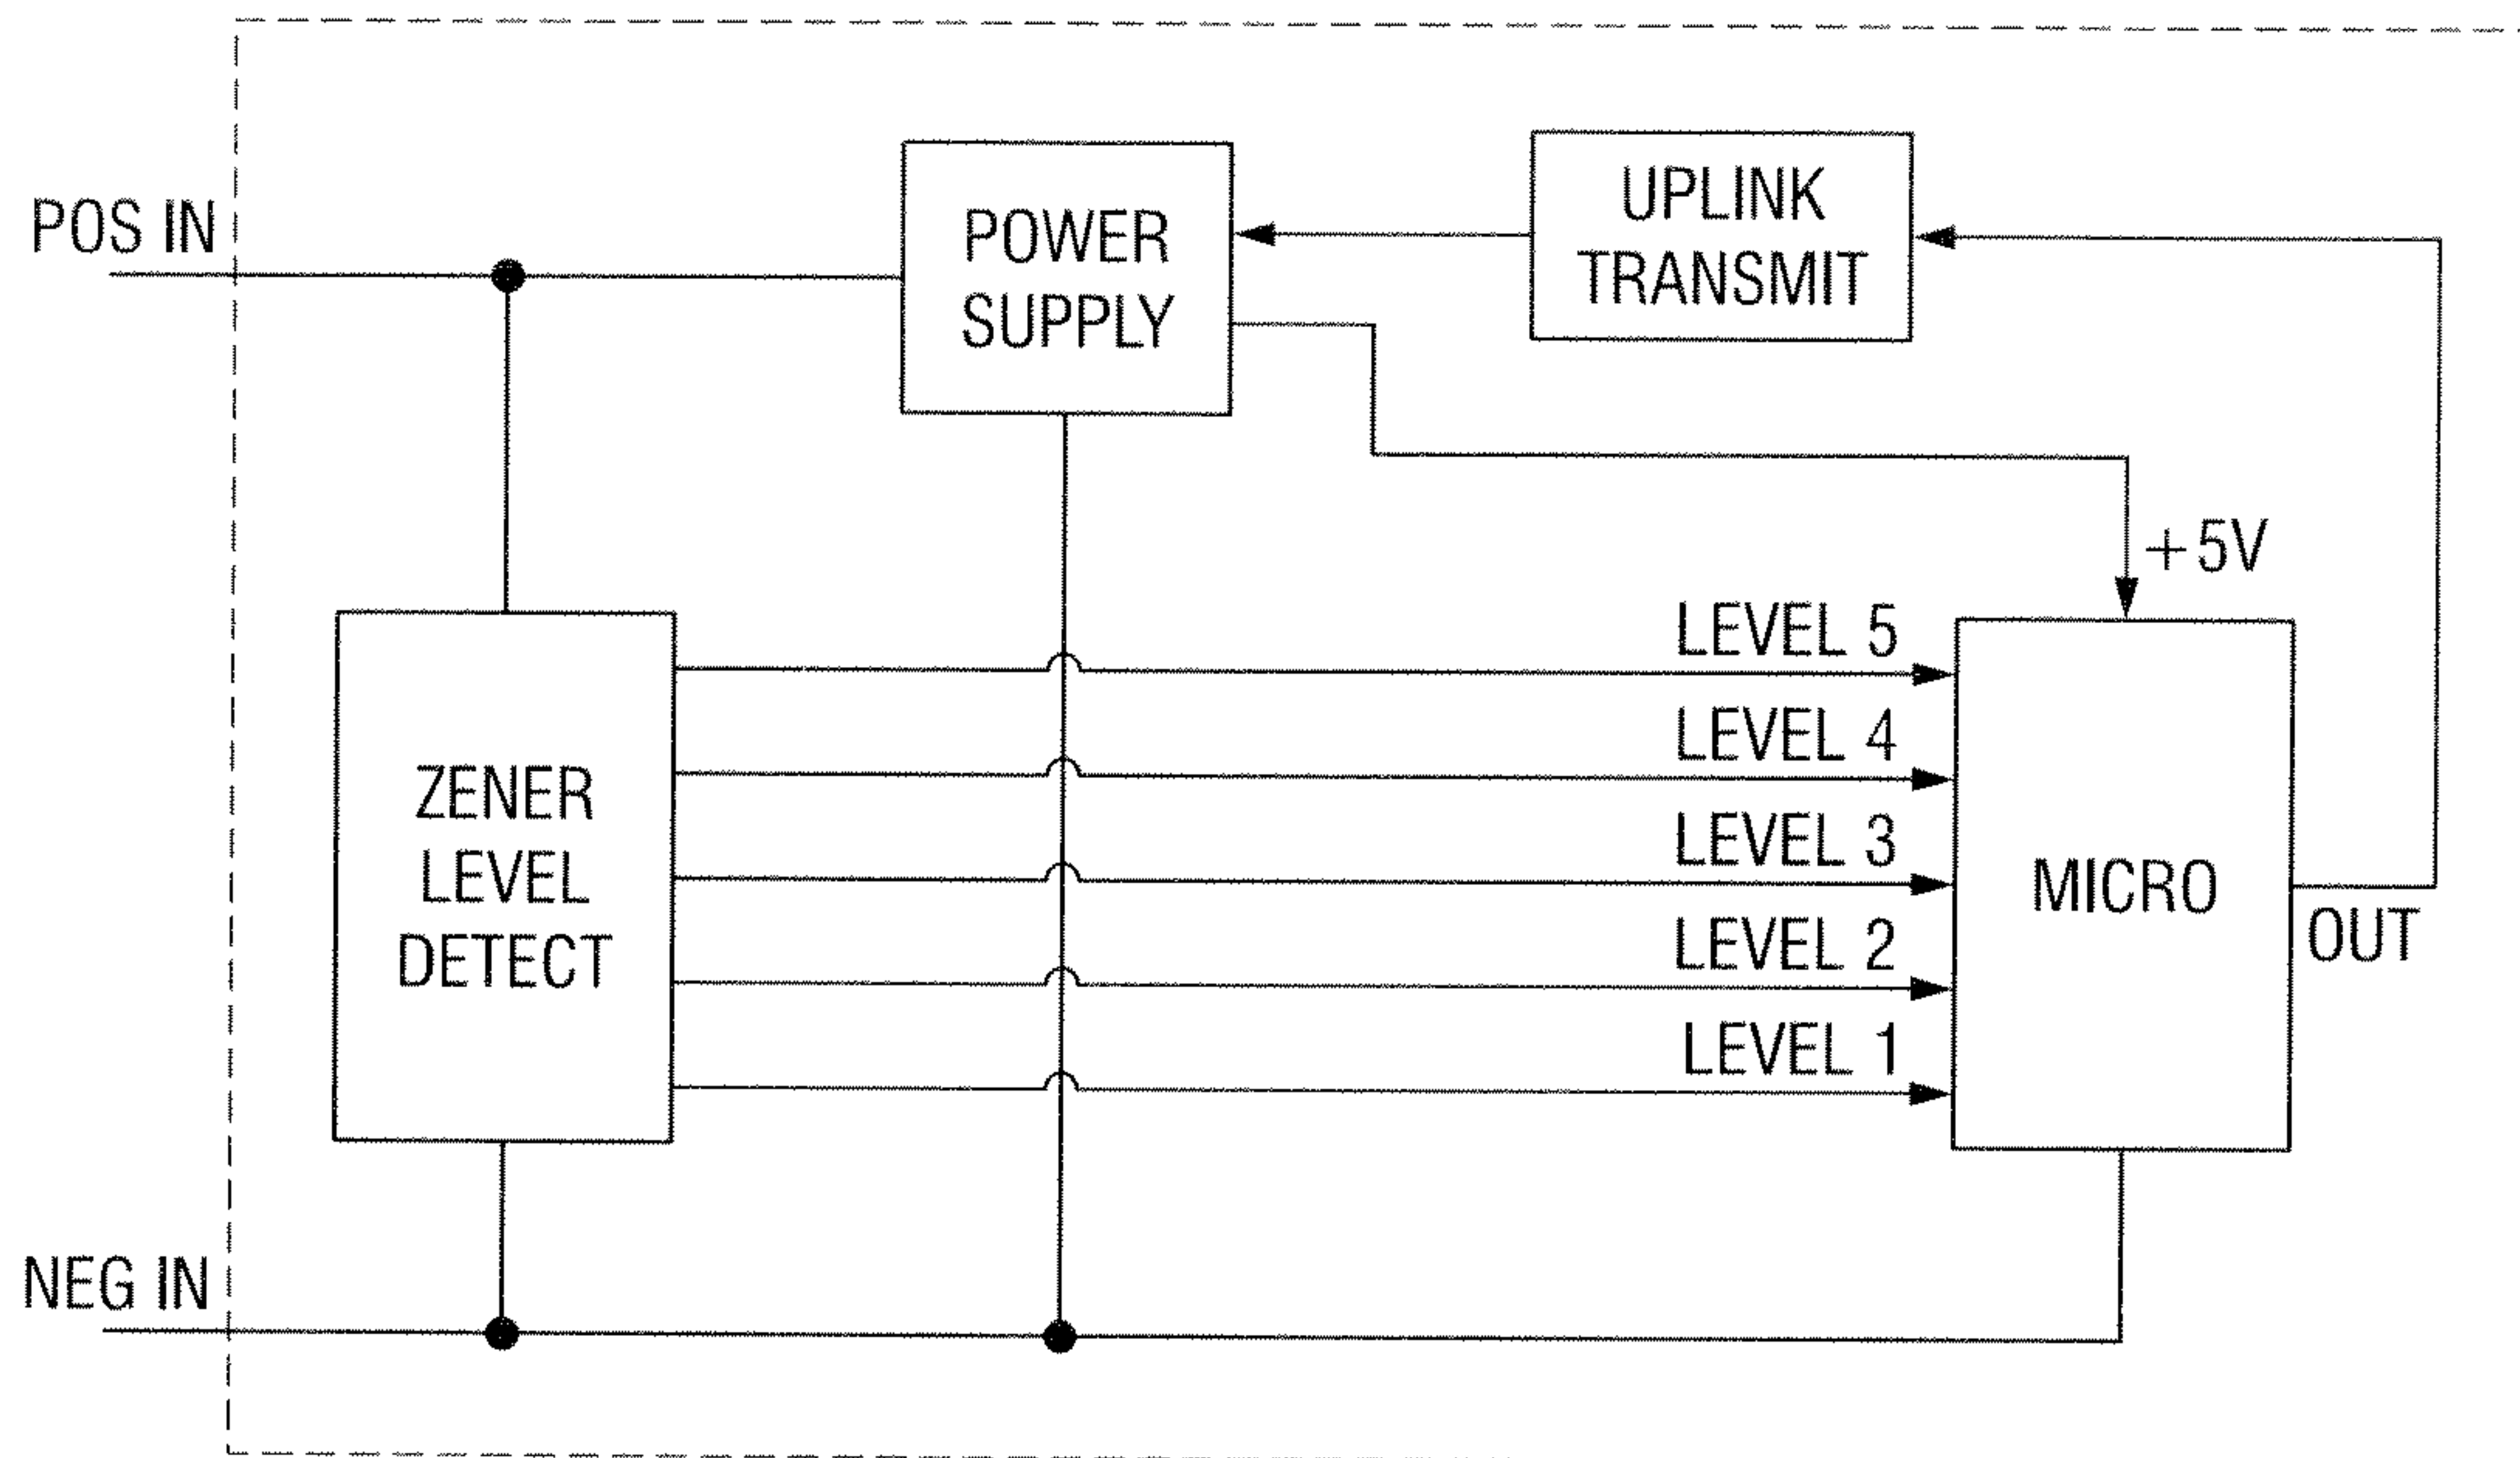 POS IN
POWER
SUPPLY
UPLINK
TRANSMIT
+5V
ZENER
LEVEL
DETECT
LEVEL 5
LEVEL 4
LEVEL 3
LEVEL 2
LEVEL 1
MICRO
OUT
NEG IN